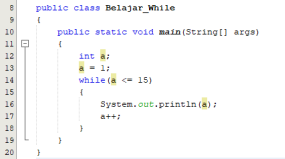 8 public class Belajar_While
9 {
10 public static void main(String[] args)
11 {
12 int a;
13 a = 1;
14 while(a <= 15)
15 {
16 System.out.println(a);
17 a++;
18 }
19 }
20 }